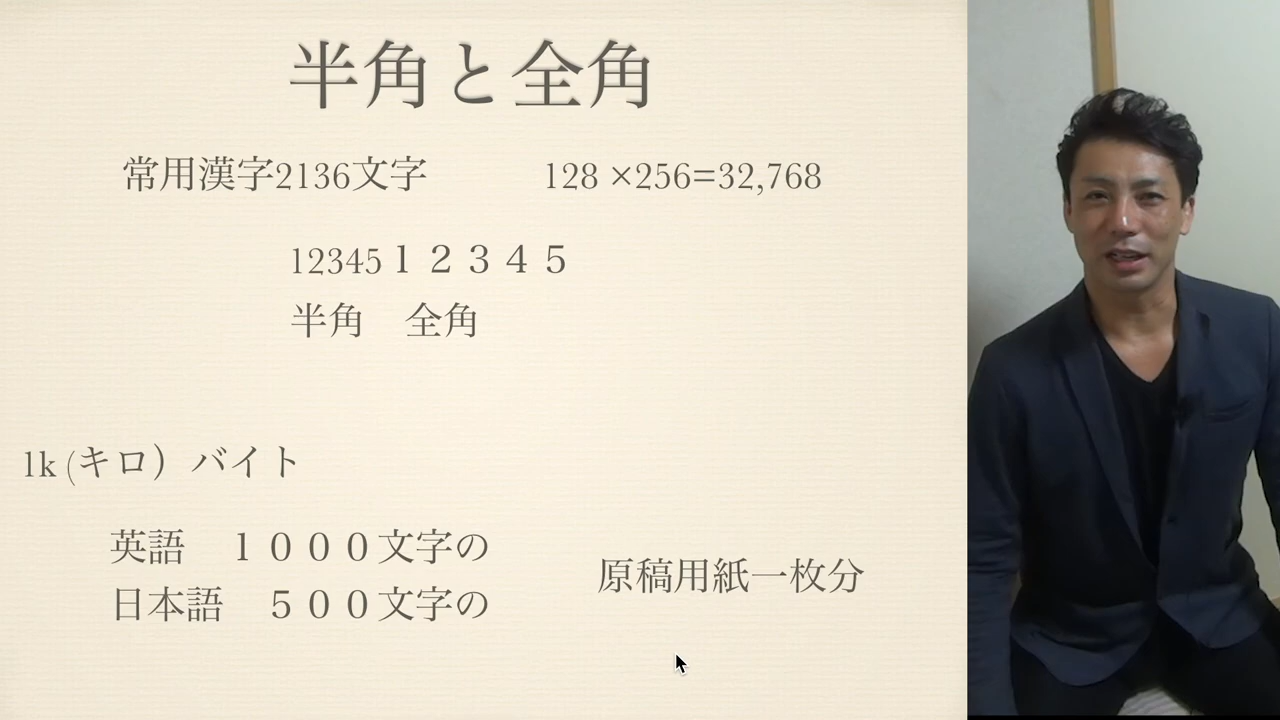 半角と全角
常用漢字2136文字　128 ×256=32,768
12345１２３４５
半角　全角
1k (キロ）バイト
英語　１０００文字の
日本語　５００文字の
原稿用紙一枚分